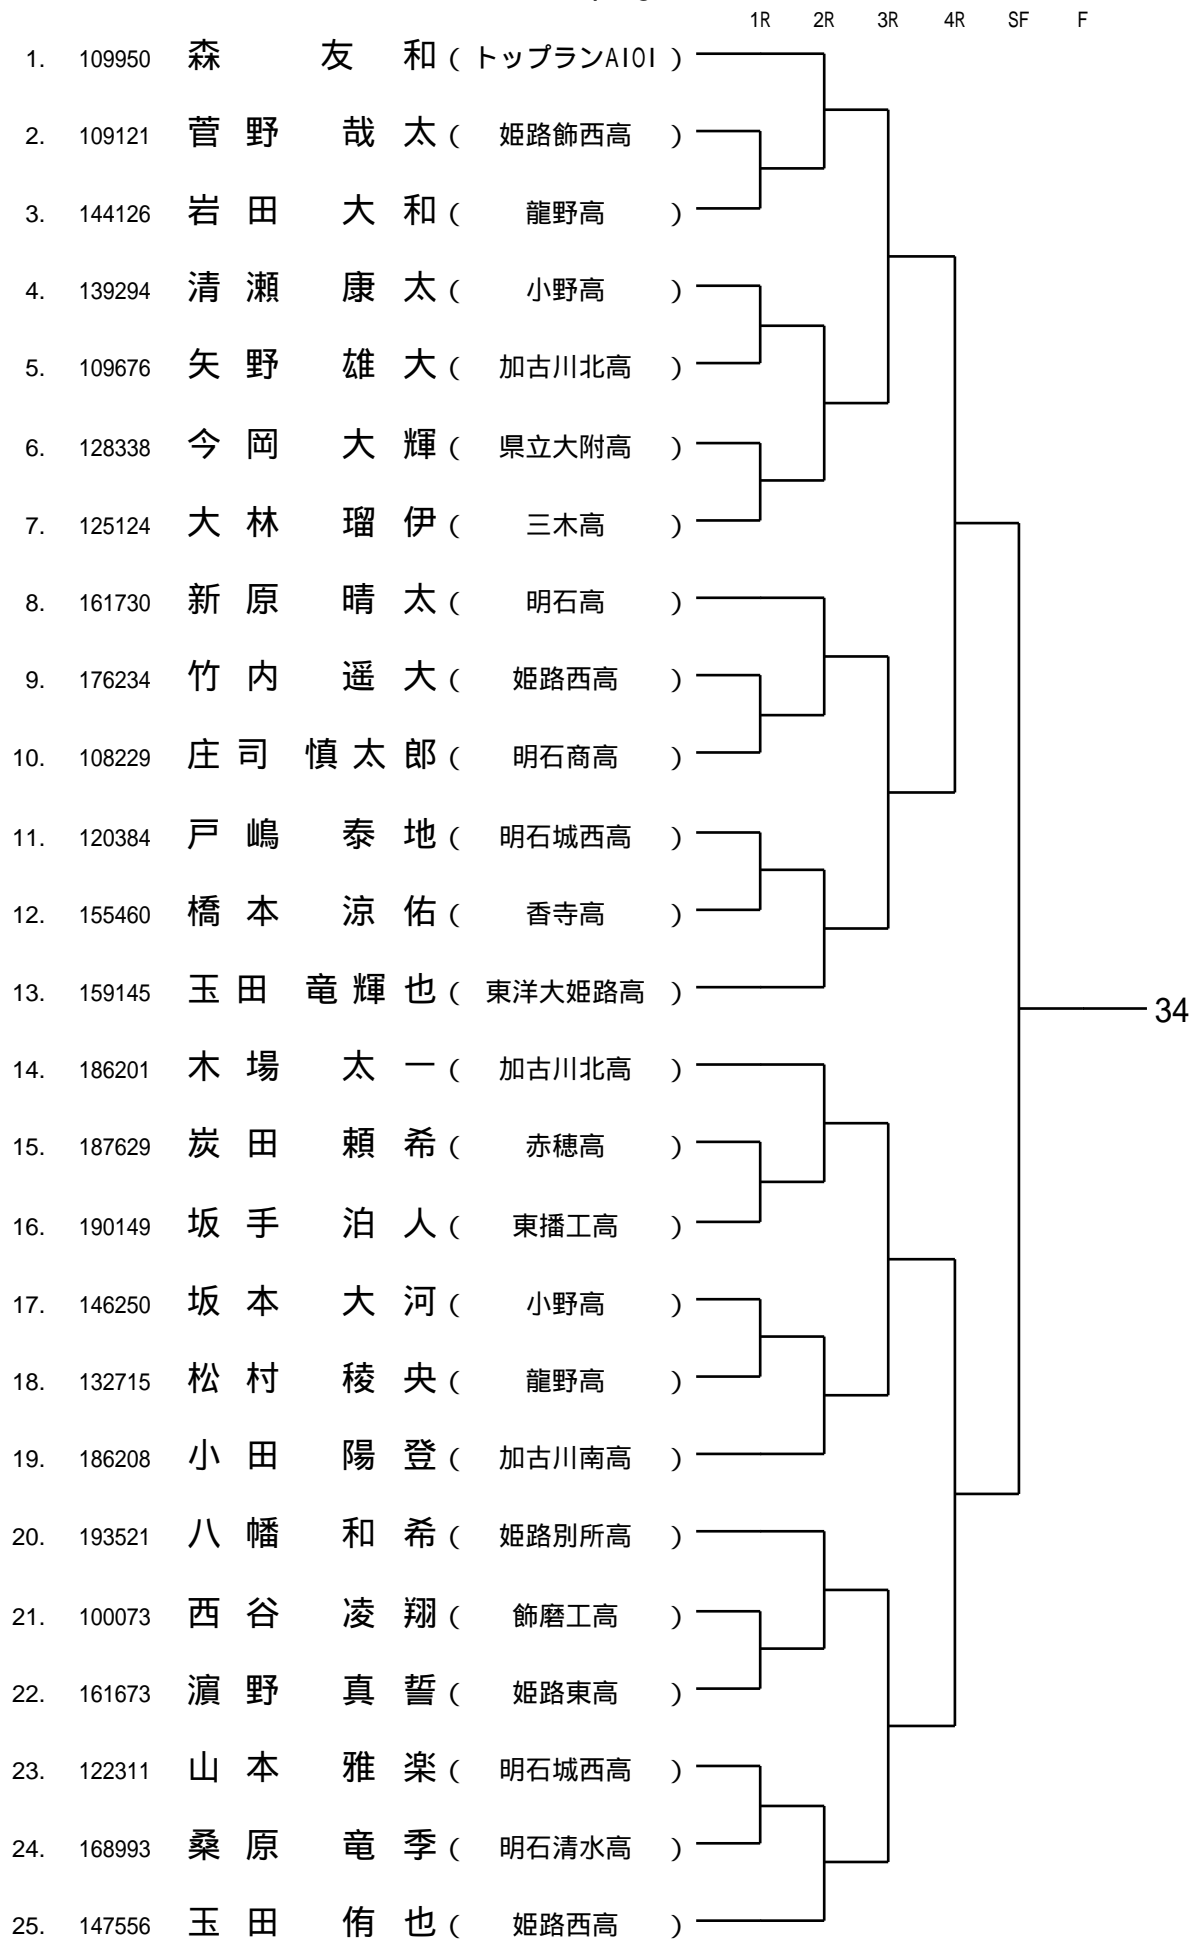 1R 2R 3R 4R SF F
1. 109950 森 友 和 ( トップランAIOI )
2. 109121 菅 野 哉 太 ( 姫路飾西高 )
3. 144126 岩 田 大 和 ( 龍野高 )
4. 139294 清 瀬 康 太 ( 小野高 )
5. 109676 矢 野 雄 大 ( 加古川北高 )
6. 128338 今 岡 大 輝 ( 県立大附高 )
7. 125124 大 林 瑠 伊 ( 三木高 )
8. 161730 新 原 晴 太 ( 明石高 )
9. 176234 竹 内 遥 大 ( 姫路西高 )
10. 108229 庄 司 慎 太 郎 ( 明石商高 )
11. 120384 戸 嶋 泰 地 ( 明石城西高 )
12. 155460 橋 本 涼 佑 ( 香寺高 )
13. 159145 玉 田 竜 輝 也 ( 東洋大姫路高 )
34
14. 186201 木 場 太 一 ( 加古川北高 )
15. 187629 炭 田 頼 希 ( 赤穂高 )
16. 190149 坂 手 泊 人 ( 東播工高 )
17. 146250 坂 本 大 河 ( 小野高 )
18. 132715 松 村 稜 央 ( 龍野高 )
19. 186208 小 田 陽 登 ( 加古川南高 )
20. 193521 八 幡 和 希 ( 姫路別所高 )
21. 100073 西 谷 凌 翔 ( 飾磨工高 )
22. 161673 濵 野 真 誓 ( 姫路東高 )
23. 122311 山 本 雅 楽 ( 明石城西高 )
24. 168993 桑 原 竜 季 ( 明石清水高 )
25. 147556 玉 田 侑 也 ( 姫路西高 )